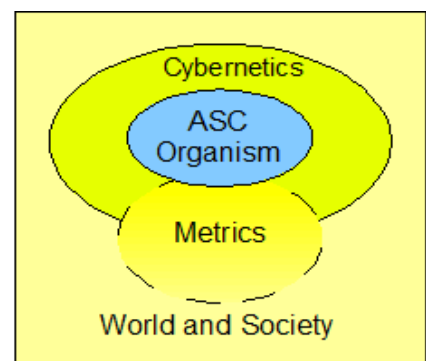 Cybernetics
ASC
Organism
Metrics
World and Society